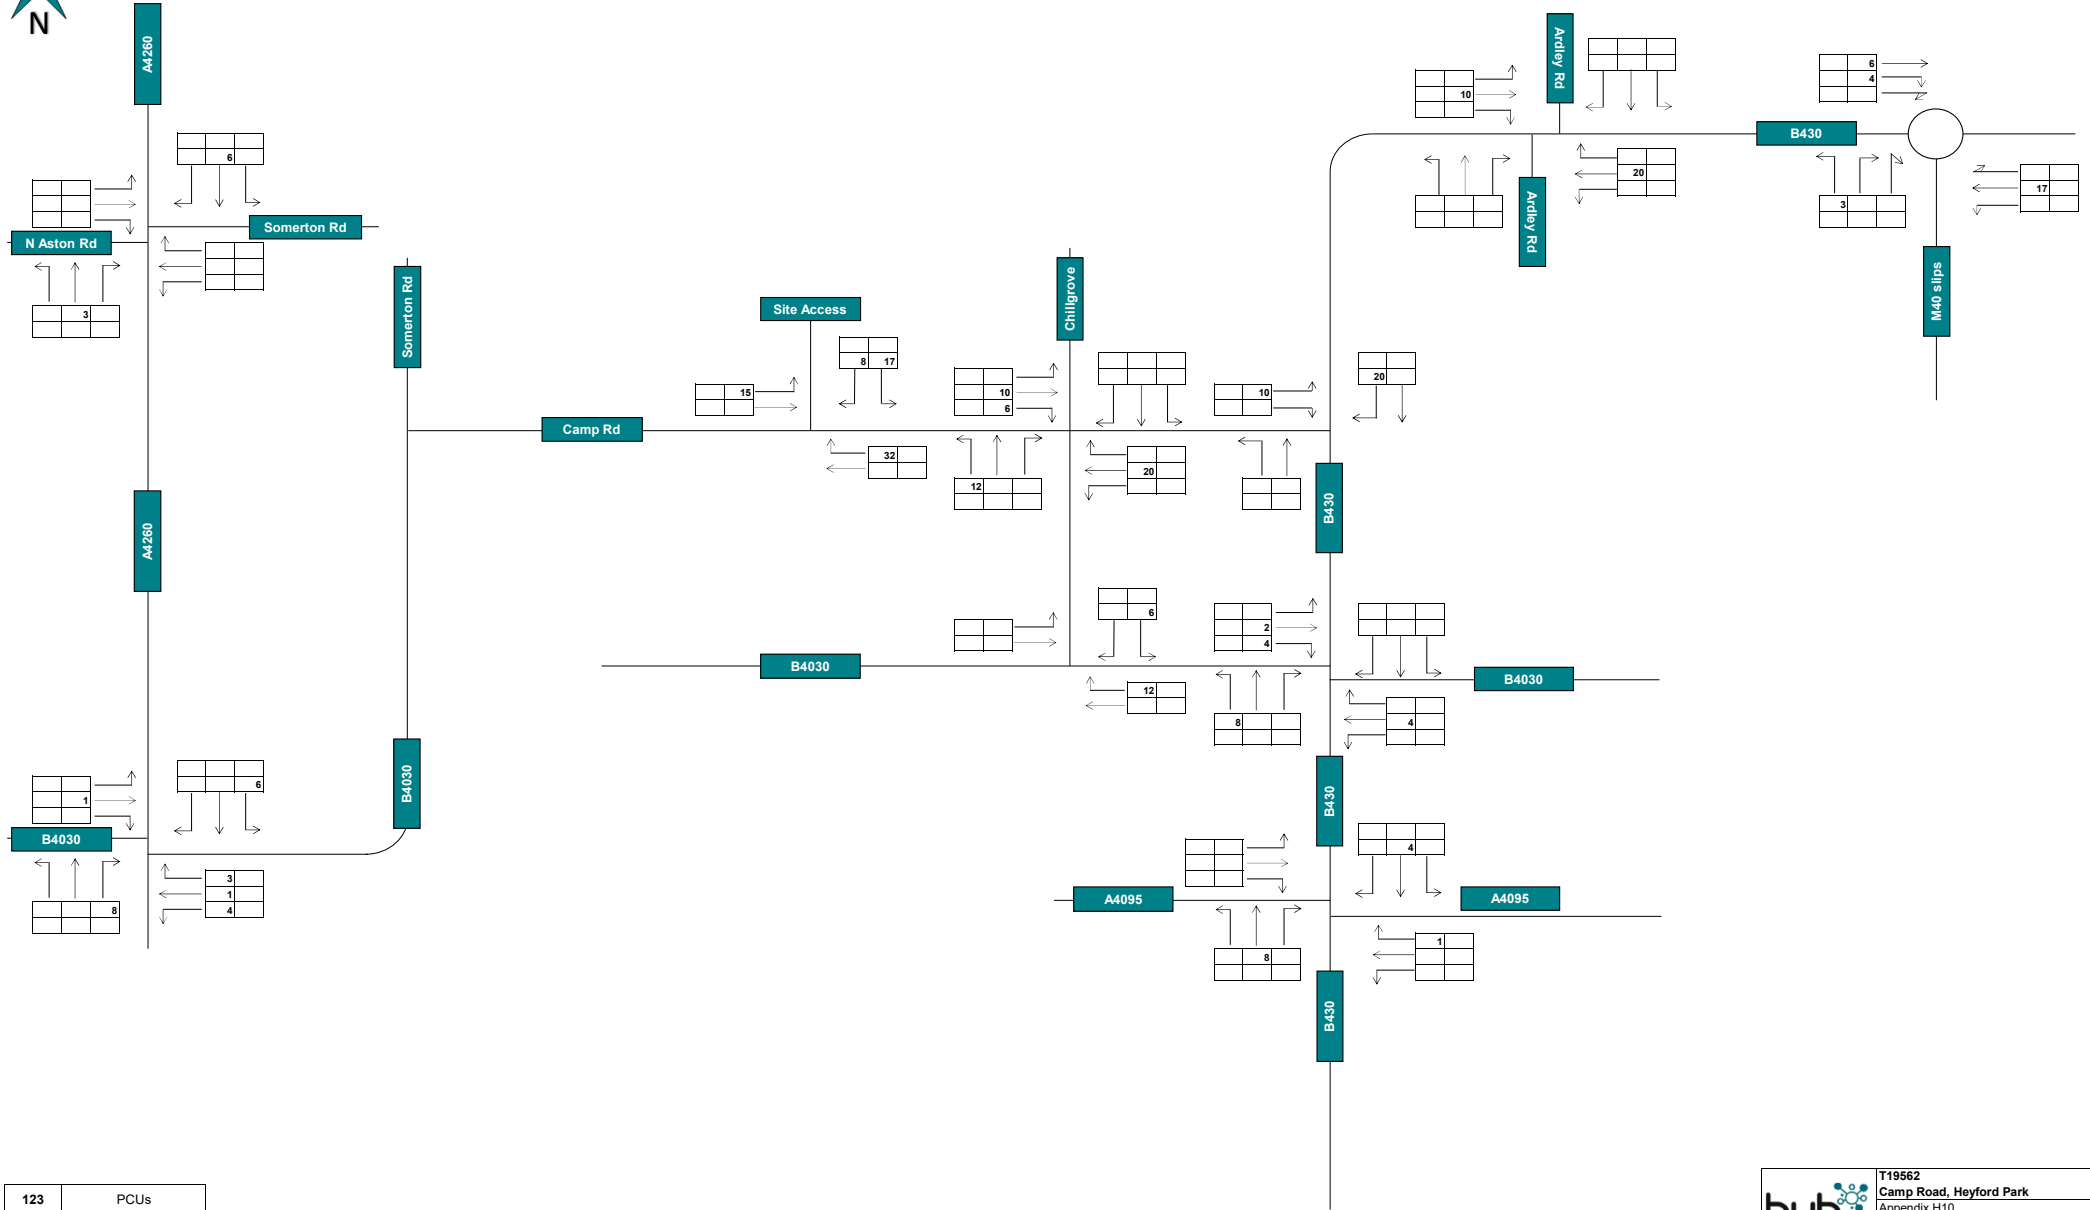 N
A4260
Ardley Rd
6
4
10
B430
6
20
17
3
Ardley Rd
Somerton Rd
N Aston Rd
M40 slips
3
Somerton Rd
Chillgrove
Site Access
8 17
15
10
6
10
20
Camp Rd
32
20
12
B430
A4260
6
2
4
B4030
B4030
12
8
4
6
1
B4030
B4030
B430
3
1
4
8
4
A4095
A4095
8
1
B430
123 PCUs
T19562
Camp Road, Heyford Park
hub
Appendix H10